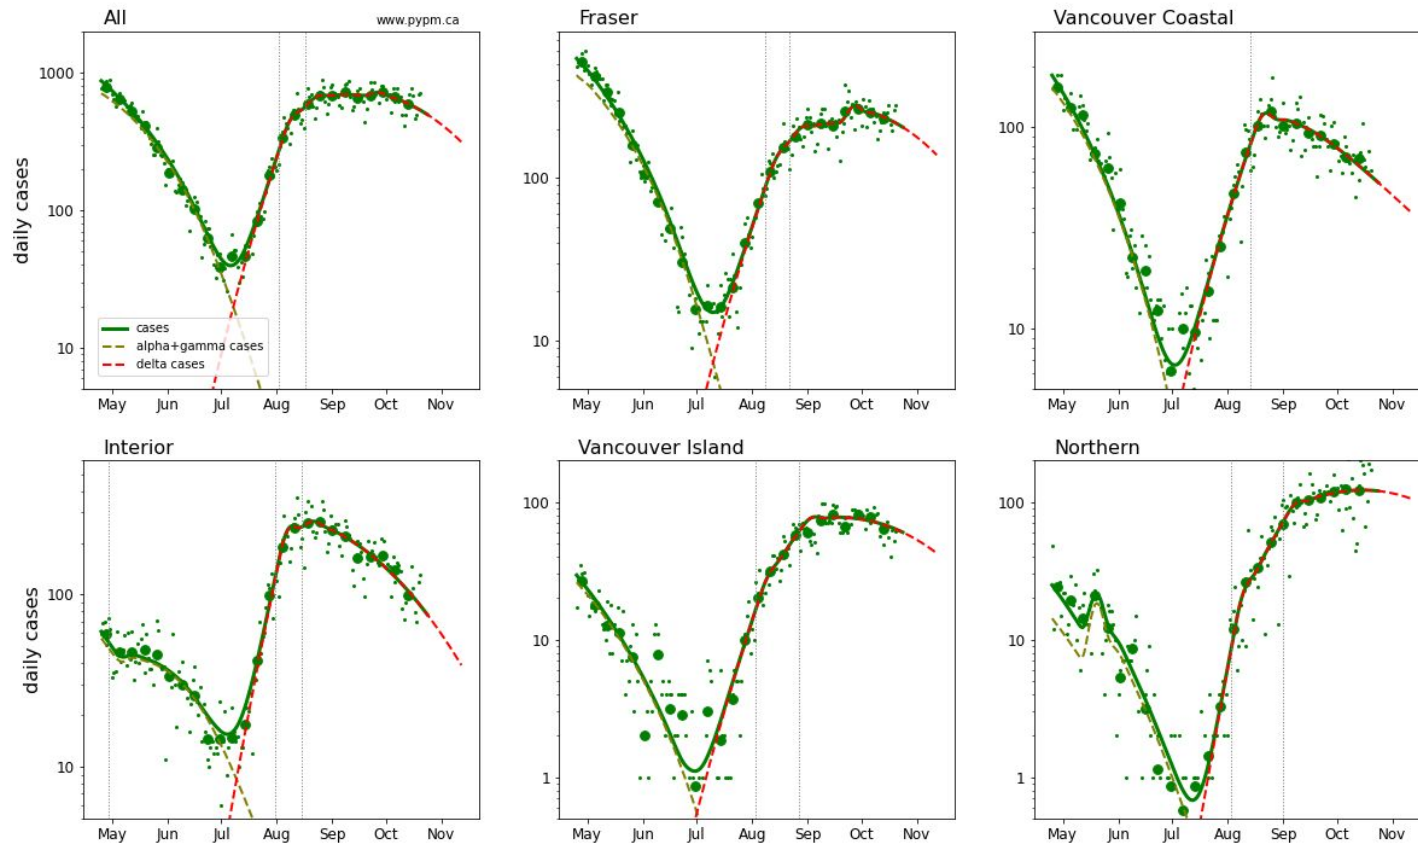 All
www.pypm.ca
Fraser
Vancouver Coastal
daily cases
1000
100
10
cases
alpha+gamma cases
delta cases
May Jun Jul Aug Sep Oct Nov
100
10
May Jun Jul Aug Sep Oct Nov
100
10
May Jun Jul Aug Sep Oct Nov
Interior
Vancouver Island
Northern
daily cases
100
10
May Jun Jul Aug Sep Oct Nov
100
10
1
May Jun Jul Aug Sep Oct Nov
100
10
1
May Jun Jul Aug Sep Oct Nov